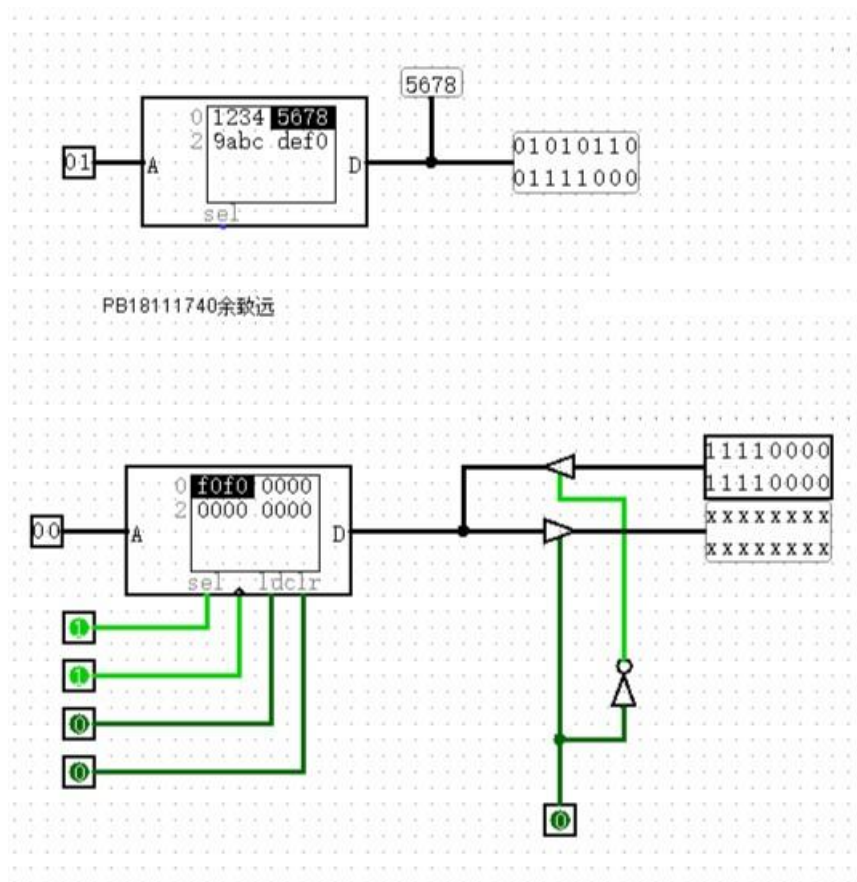 5678
0 1234 5678
2 9abc def0
01 A D
01010110
01111000
sel
PB18111740余致远
11110000
11110000
0 f0f0 0000
2 0000 0000
00 A D
xxxxxxxx
xxxxxxxx
sel ldclr
1
1
0
0
0